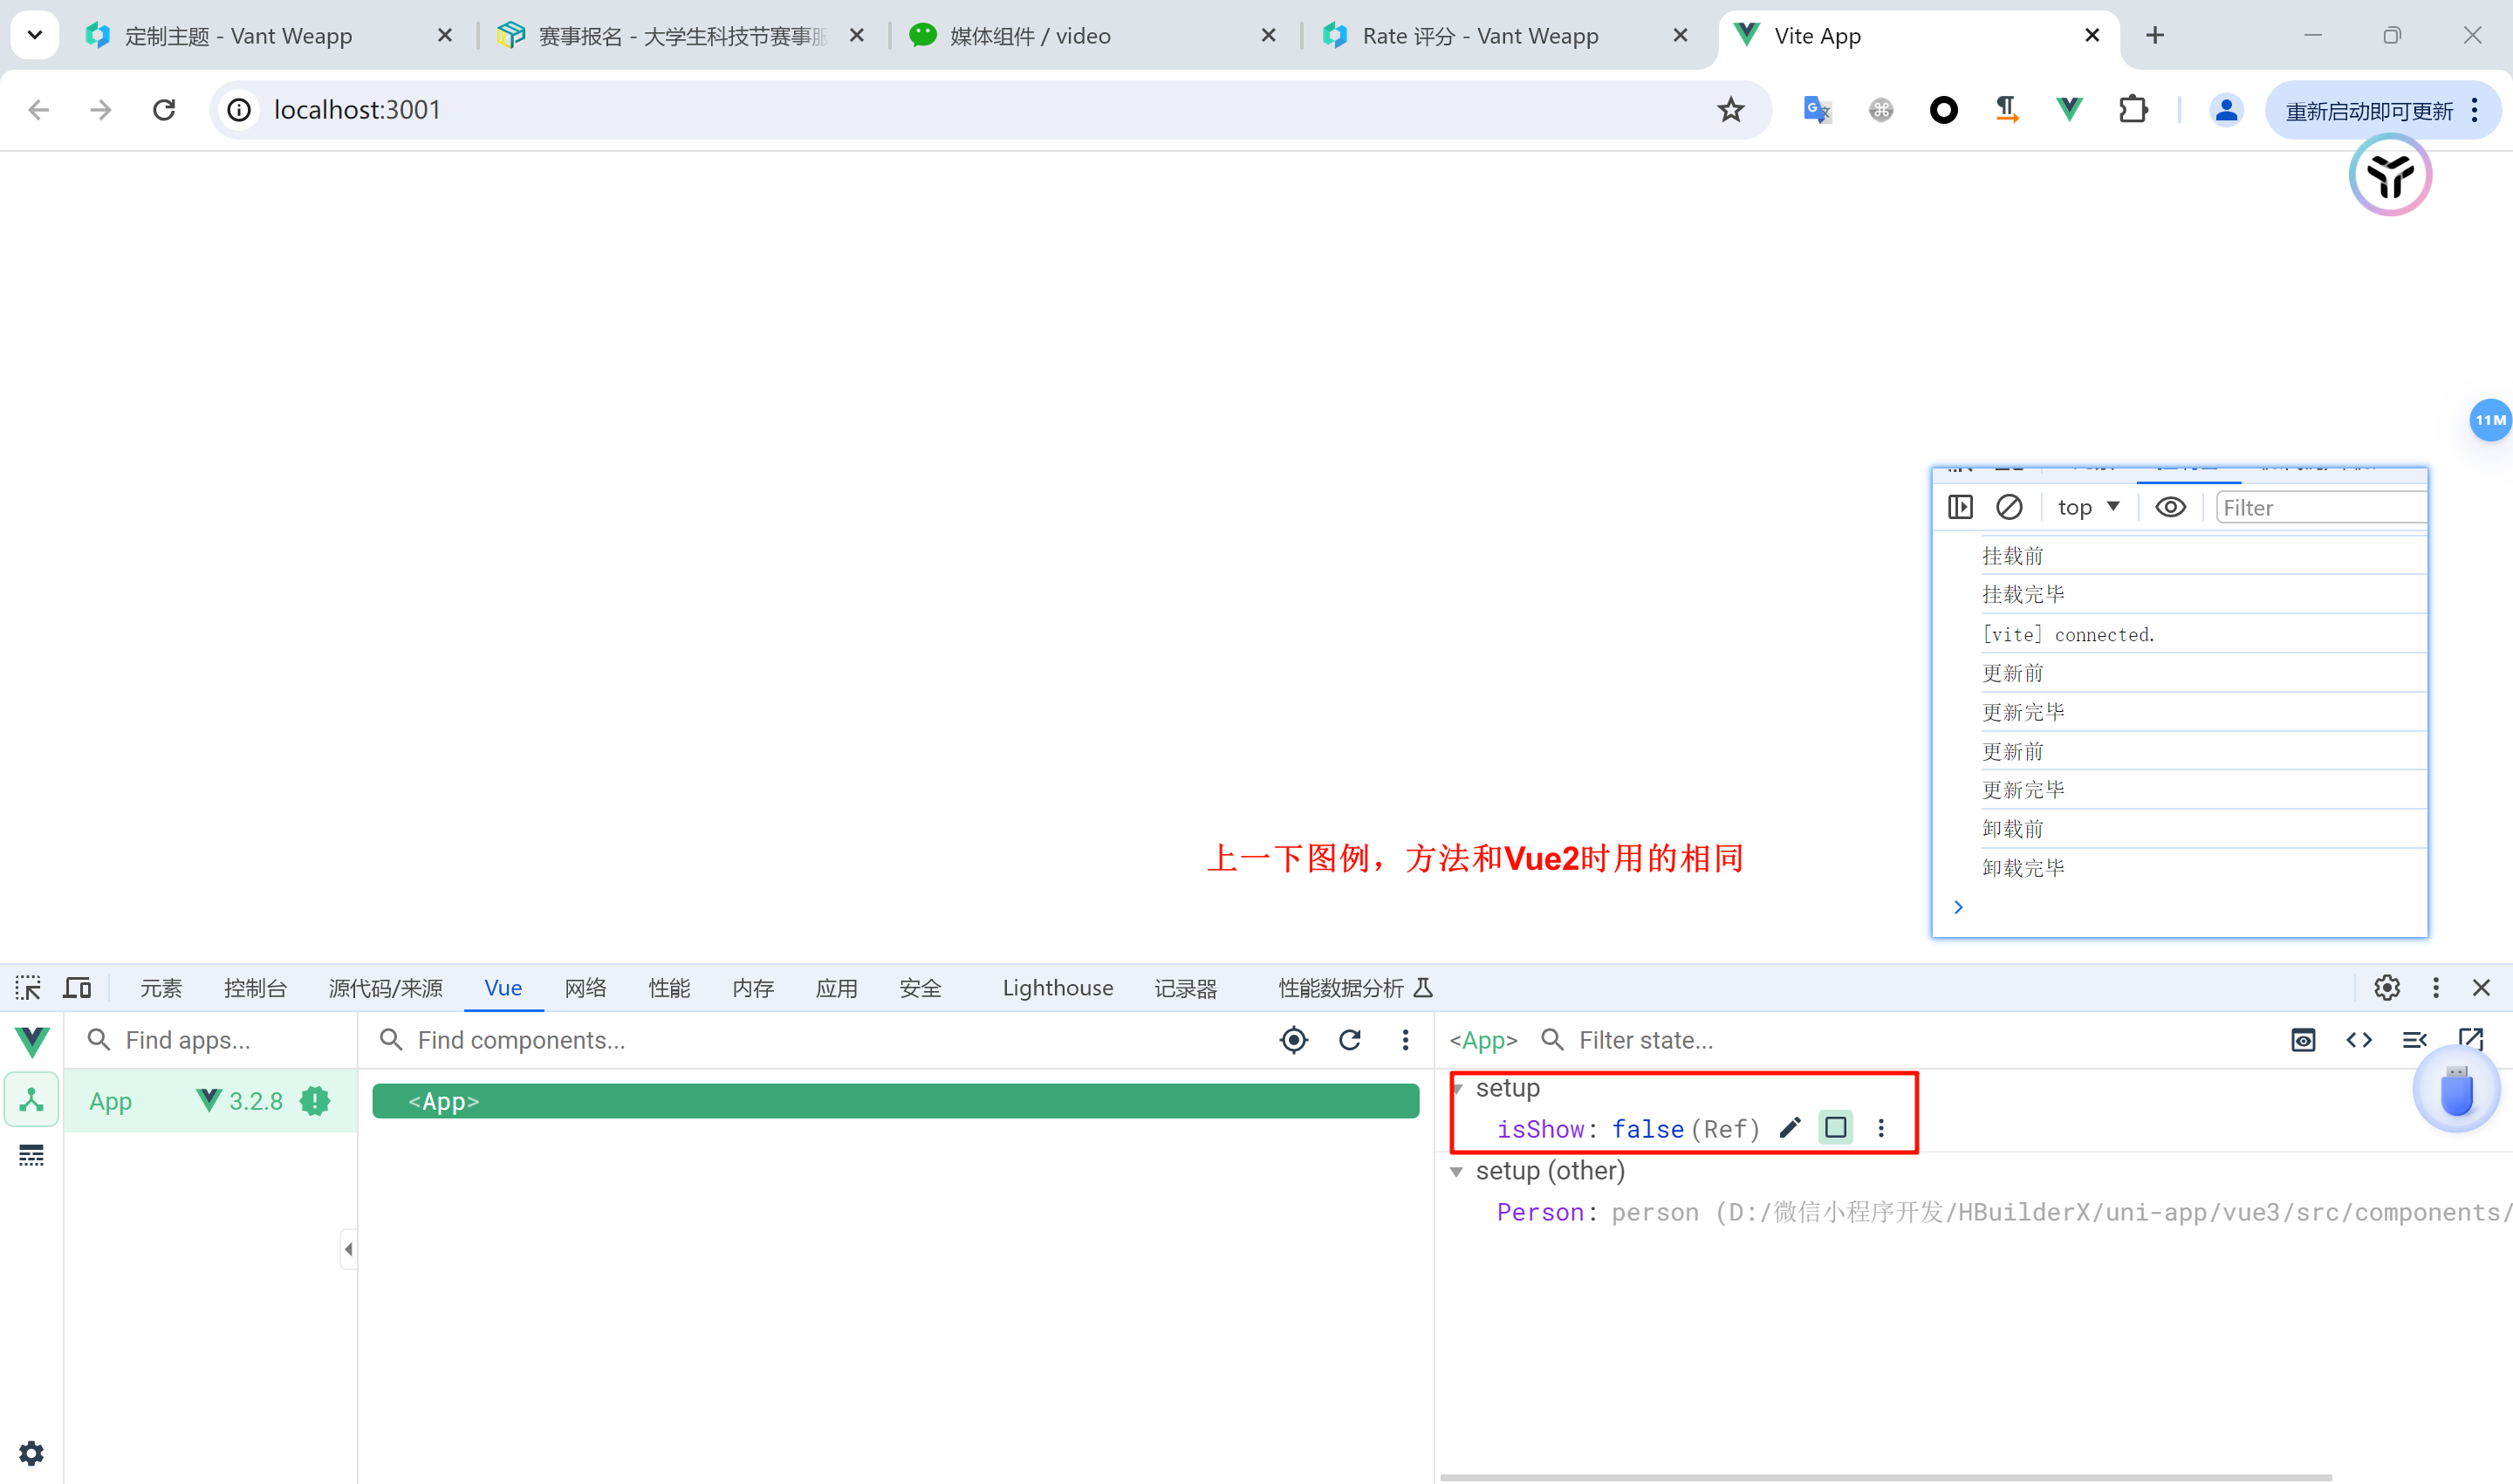 定制主题 - Vant Weapp
赛事报名 - 大学生科技节赛事服
媒体组件 / video
Rate 评分 - Vant Weapp
Vite App
localhost:3001
重新启动即可更新
11M
top
Filter
挂载前
挂载完毕
[vite] connected.
更新前
更新完毕
更新前
更新完毕
卸载前
卸载完毕
上一下图例，方法和Vue2时用的相同
元素 控制台 源代码/来源 Vue 网络 性能 内存 应用 安全 Lighthouse 记录器 性能数据分析
Find apps...
Find components...
<App>
Filter state...
App 3.2.8
<App>
setup
isShow: false (Ref)
setup (other)
Person: person (D:/微信小程序开发/HBuilderX/uni-app/vue3/src/components/